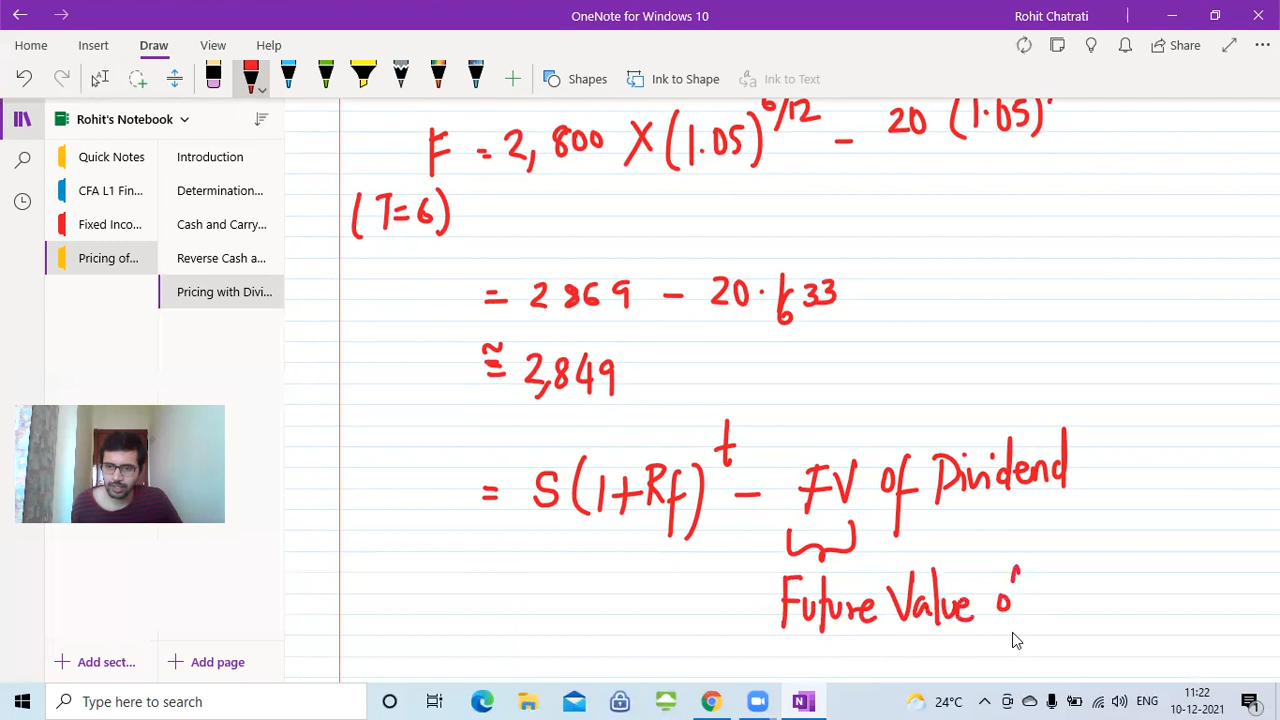 OneNote for Windows 10
Rohit Chatrati
Home Insert Draw View Help
Share
Shapes Ink to Shape Ink to Text
Rohit's Notebook
Quick Notes
CFA L1 Fin...
Fixed Inco...
Pricing of...
Introduction
Determination...
Cash and Carry...
Reverse Cash a...
Pricing with Divi...
F = 2,800 X (1.05)^6/12 - 20 (1.05)
(T=6)
= 2869 - 20.633
≅ 2,849
= S(1+Rf)^t - FV of Dividend
Future Value o
Add sect...
Add page
Type here to search
24°C
ENG
11:22
10-12-2021
1